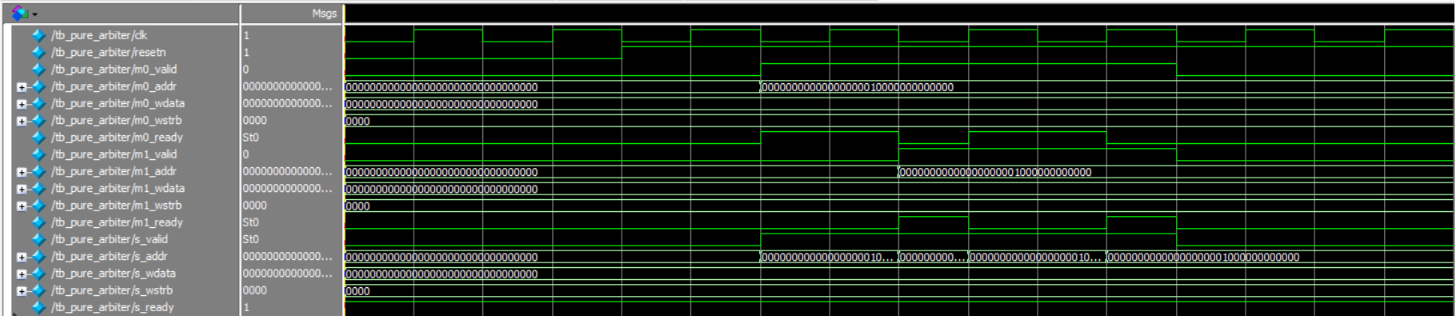 Msgs
/tb_pure_arbiter/clk 1
/tb_pure_arbiter/resetn 1
/tb_pure_arbiter/m0_valid 0
/tb_pure_arbiter/m0_addr 0000000000000... 00000000000000000000000000000000 00000000000000000010000000000000
/tb_pure_arbiter/m0_wdata 0000000000000... 00000000000000000000000000000000
/tb_pure_arbiter/m0_wstrb 0000 0000
/tb_pure_arbiter/m0_ready St0
/tb_pure_arbiter/m1_valid 0
/tb_pure_arbiter/m1_addr 0000000000000... 00000000000000000000000000000000 00000000000000000001000000000000
/tb_pure_arbiter/m1_wdata 0000000000000... 00000000000000000000000000000000
/tb_pure_arbiter/m1_wstrb 0000 0000
/tb_pure_arbiter/m1_ready St0
/tb_pure_arbiter/s_valid St0
/tb_pure_arbiter/s_addr 0000000000000... 00000000000000000000000000000000 00000000000000000010... 000000000... 00000000000000000010... 00000000000000000001000000000000
/tb_pure_arbiter/s_wdata 0000000000000... 00000000000000000000000000000000
/tb_pure_arbiter/s_wstrb 0000 0000
/tb_pure_arbiter/s_ready 1